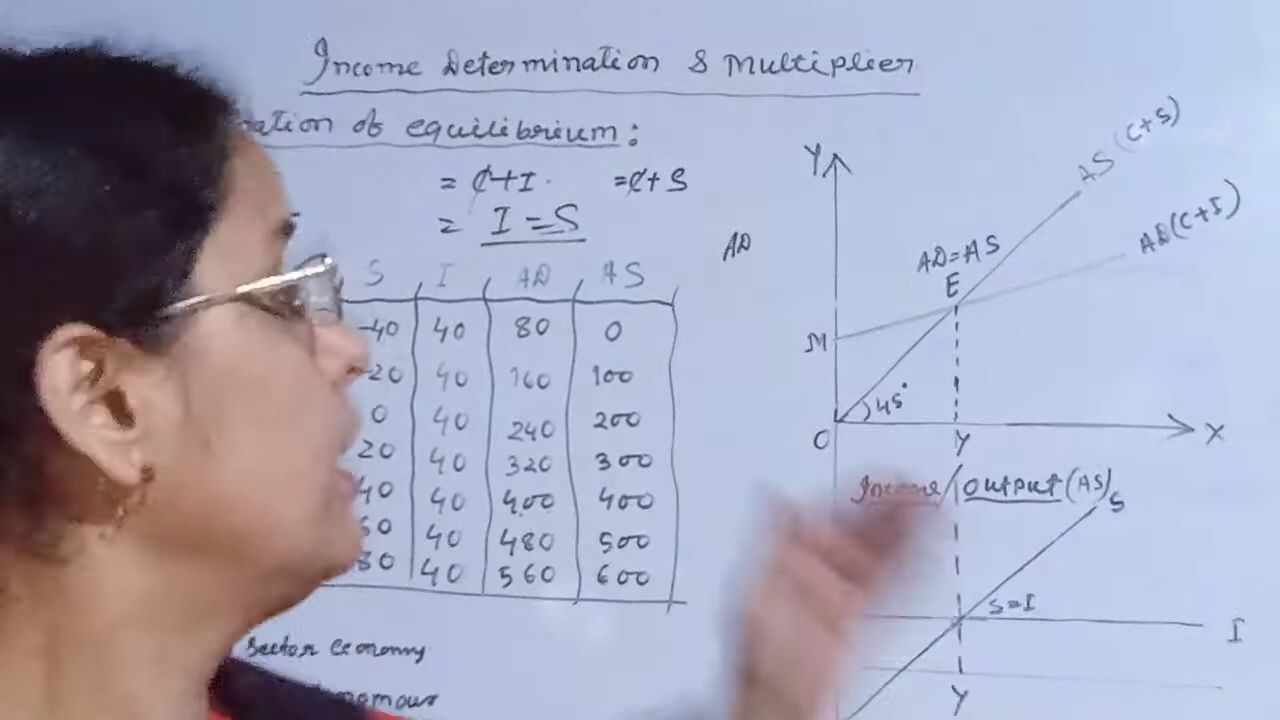 Income Determination & Multiplier
of equilibrium:
= C+I = C+S
= I = S
S I AD AS
-40 40 80 0
-20 40 160 100
0 40 240 200
20 40 320 300
40 40 400 400
60 40 480 500
80 40 560 600
Sector economy
Y
AS (C+S)
AD (C+I)
AD
AD=AS
E
M
45°
O Y X
Income/Output (AS)
S
S=I
I
Y